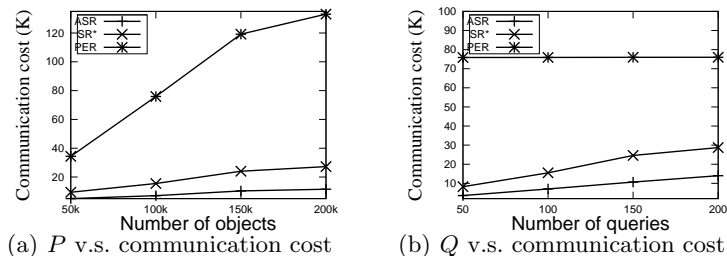 Communication cost (K)
120
100
80
60
40
20
ASR
SR*
PER
50k 100k 150k 200k
Number of objects
(a) P v.s. communication cost
Communication cost (K)
100
90
80
70
60
50
40
30
20
10
ASR
SR*
PER
50 100 150 200
Number of queries
(b) Q v.s. communication cost